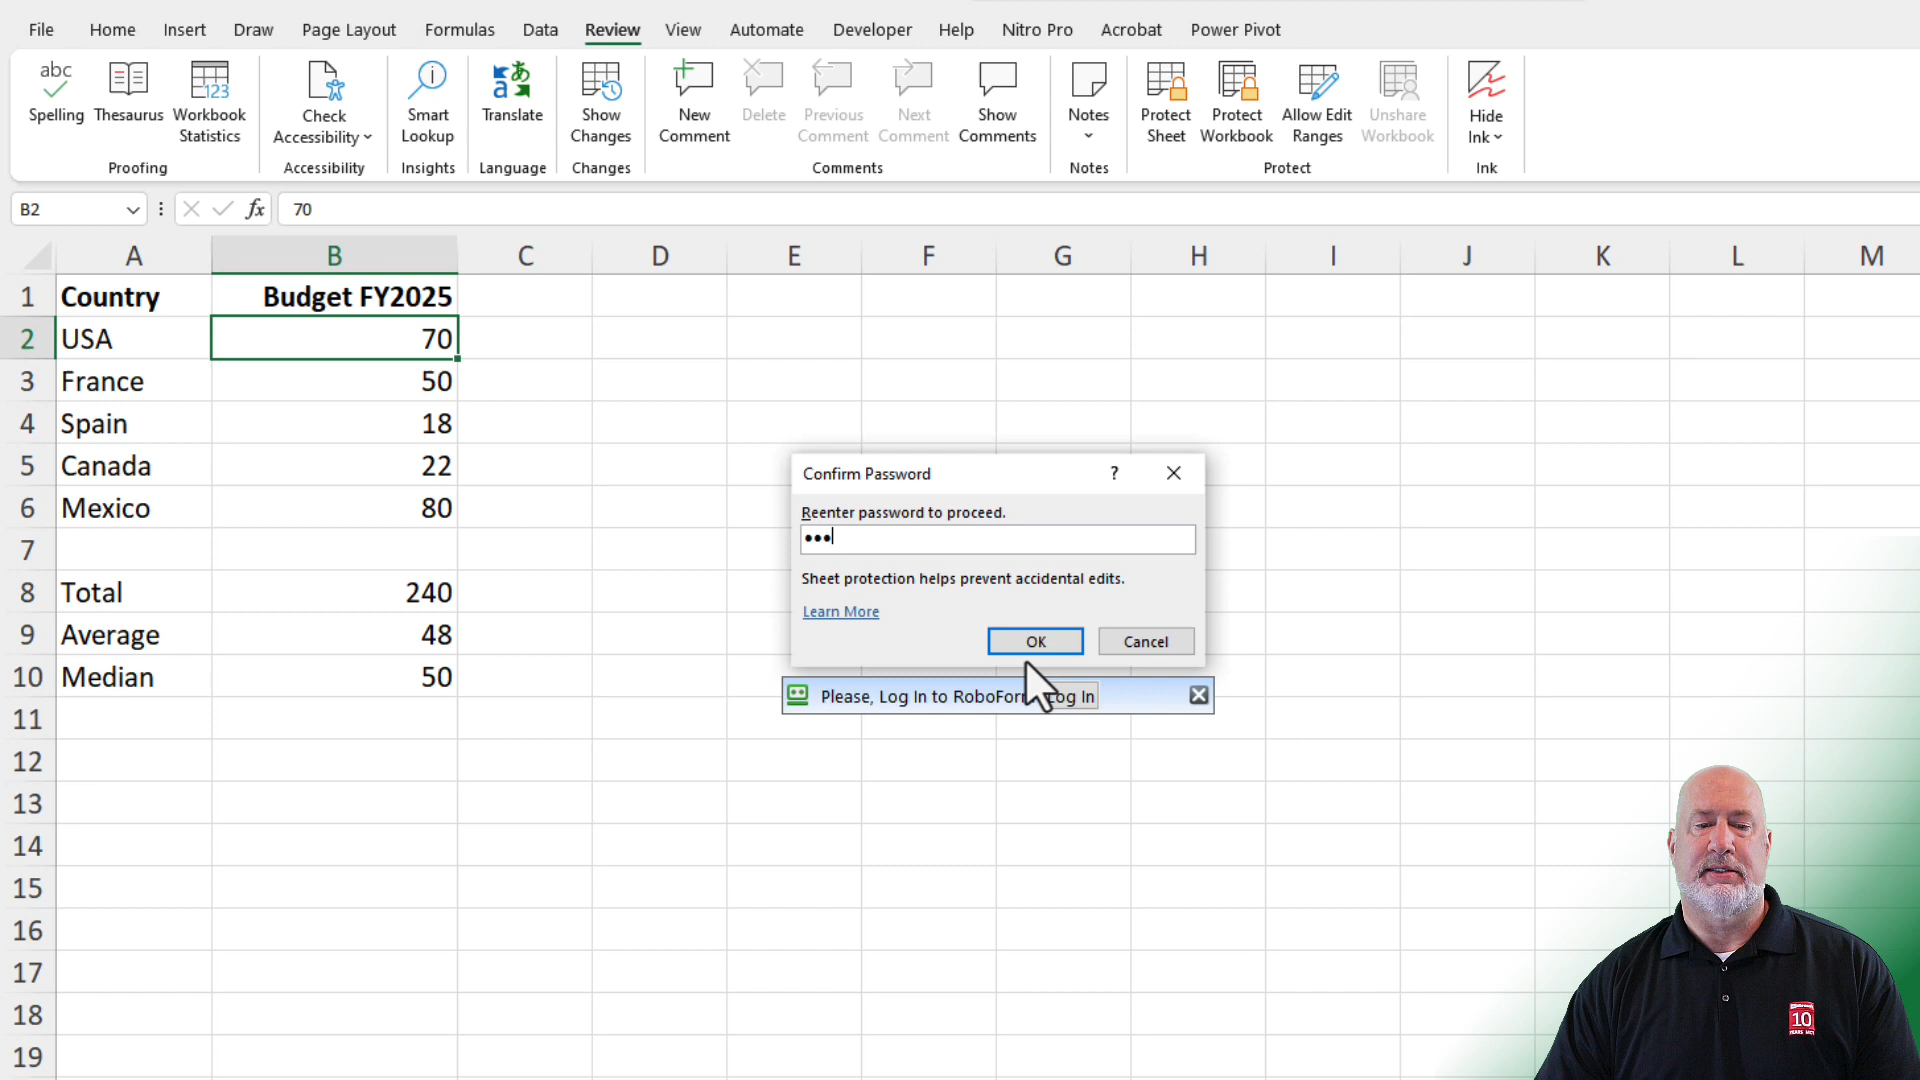 File Home Insert Draw Page Layout Formulas Data Review View Automate Developer Help Nitro Pro Acrobat Power Pivot
abc
123
a
Spelling Thesaurus Workbook Statistics
Check Accessibility
Smart Lookup
Translate
Show Changes
New Comment Delete Previous Comment Next Comment Show Comments
Notes
Protect Sheet Protect Workbook Allow Edit Ranges Unshare Workbook
Hide Ink
Proofing Accessibility Insights Language Changes Comments Notes Protect Ink
B2 fx 70
A B C D E F G H I J K L M
1 Country Budget FY2025
2 USA 70
3 France 50
4 Spain 18
5 Canada 22
6 Mexico 80
7
8 Total 240
9 Average 48
10 Median 50
11
12
13
14
15
16
17
18
19
Confirm Password ?
Reenter password to proceed.
•••
Sheet protection helps prevent accidental edits.
Learn More
OK Cancel
Please, Log In to In
10